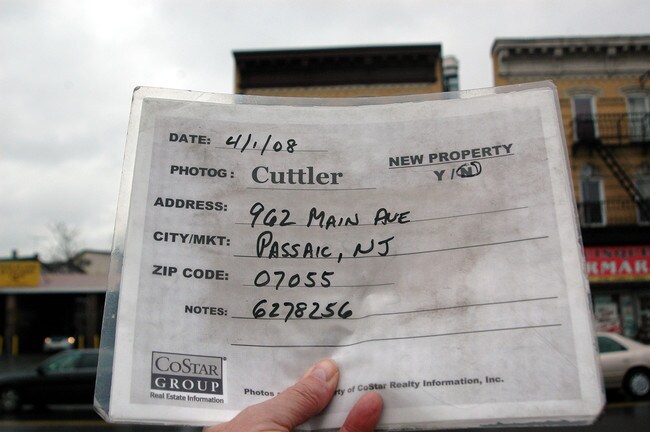 DATE: 4/1/08
NEW PROPERTY
PHOTOG: Cuttler
Y / N
ADDRESS: 962 MAIN AVE
CITY/MKT: PASSAIC, NJ
ZIP CODE: 07055
NOTES: 6278256
COSTAR
GROUP
Real Estate Information
Photos of CoStar Realty Information, Inc.
RMAR